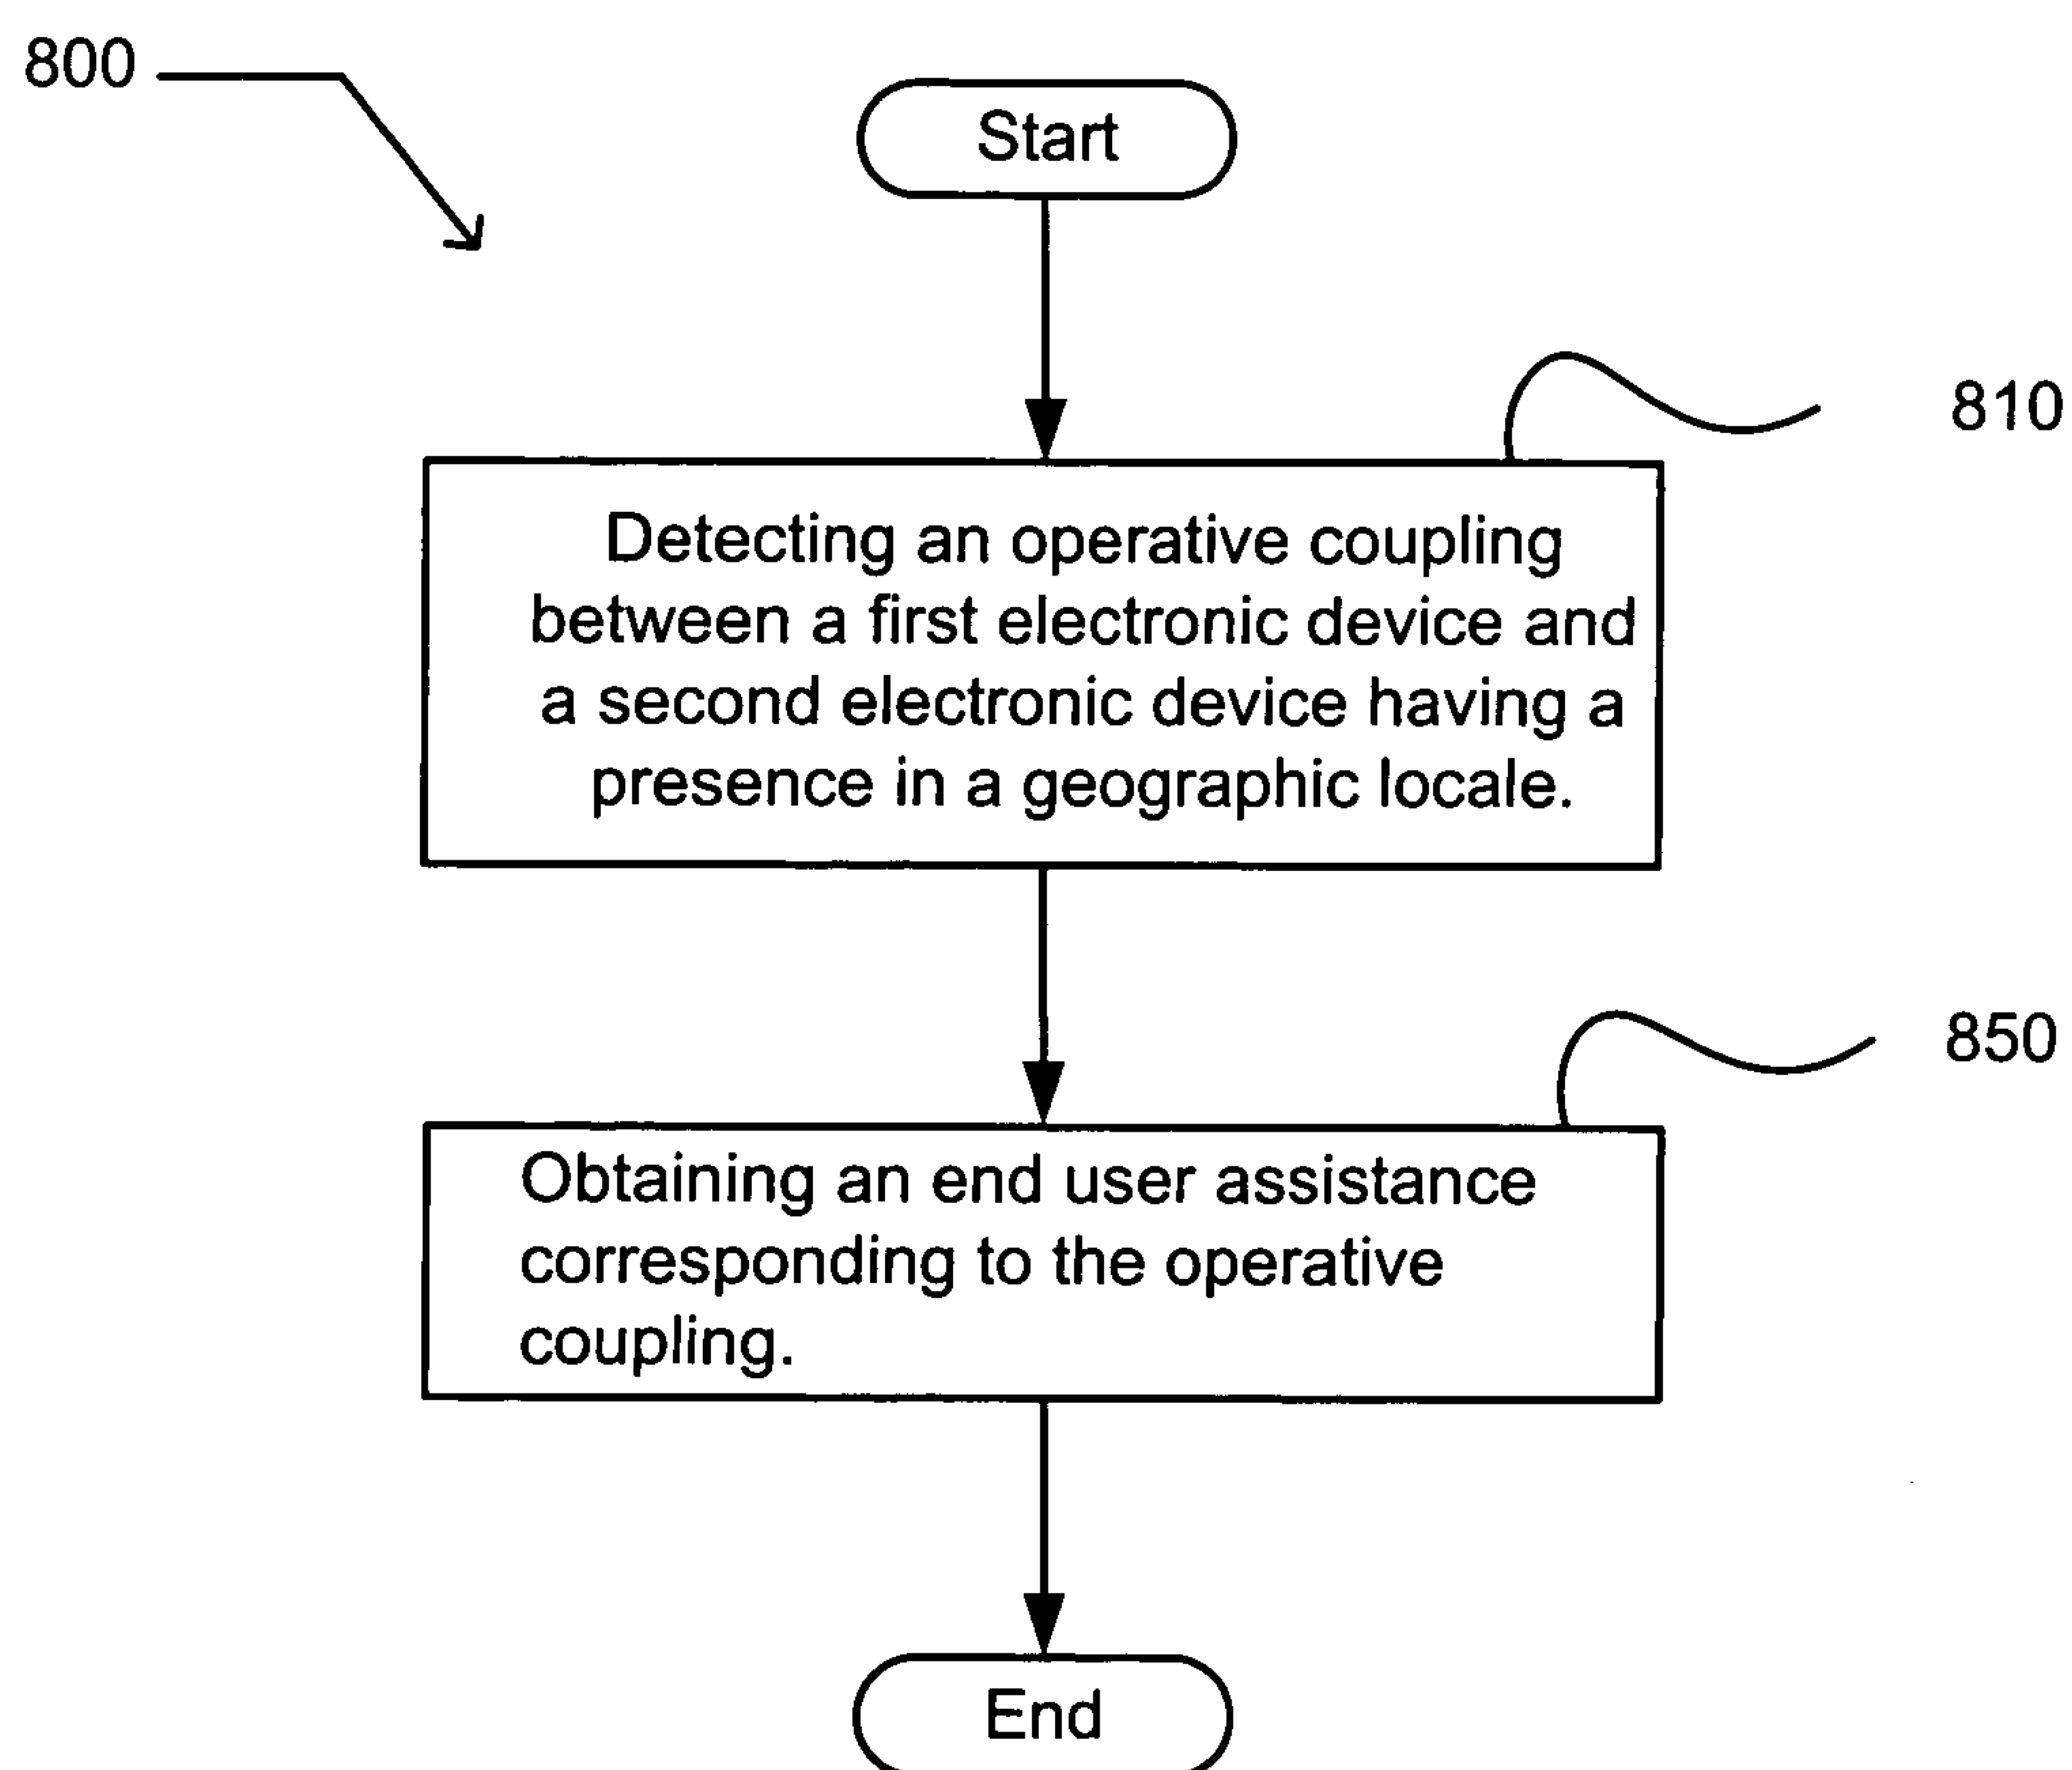 800
Start
810
Detecting an operative coupling
between a first electronic device and
a second electronic device having a
presence in a geographic locale.
850
Obtaining an end user assistance
corresponding to the operative
coupling.
End